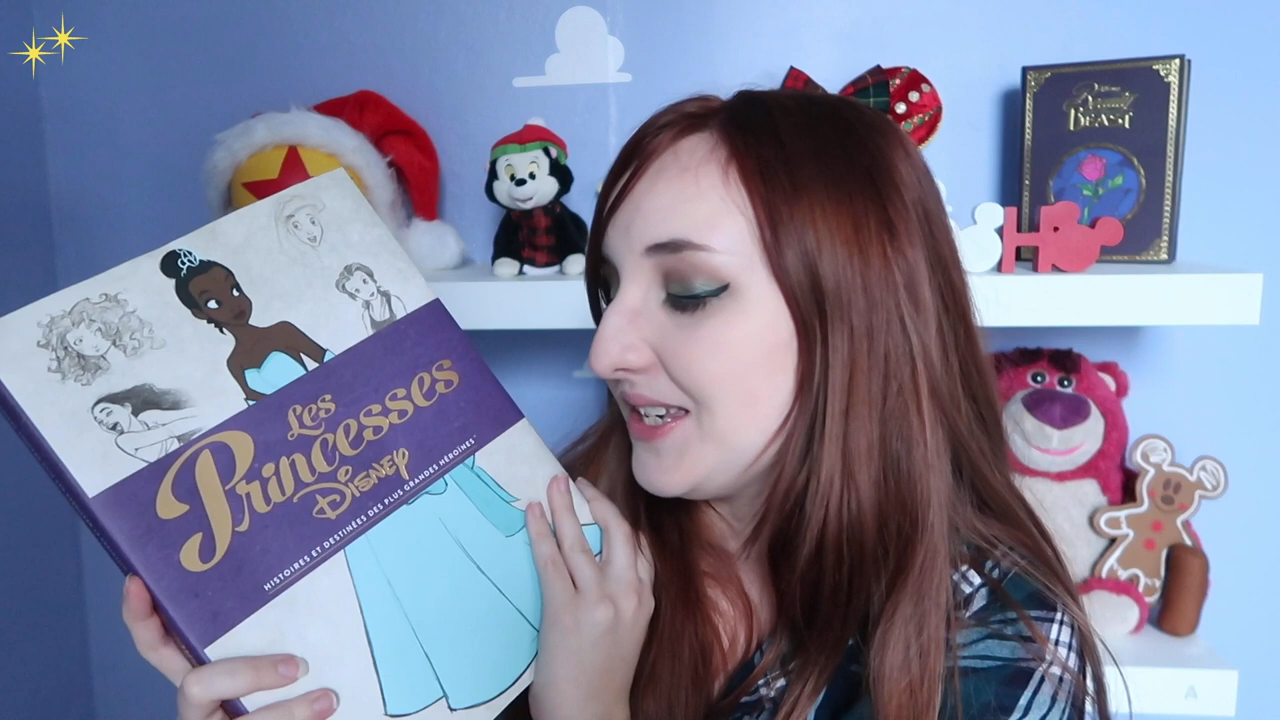 Les
Princesses
Disney
HISTOIRES ET DESTINÉES DES PLUS GRANDES HÉROÏNES
Beauty
BEAST
H